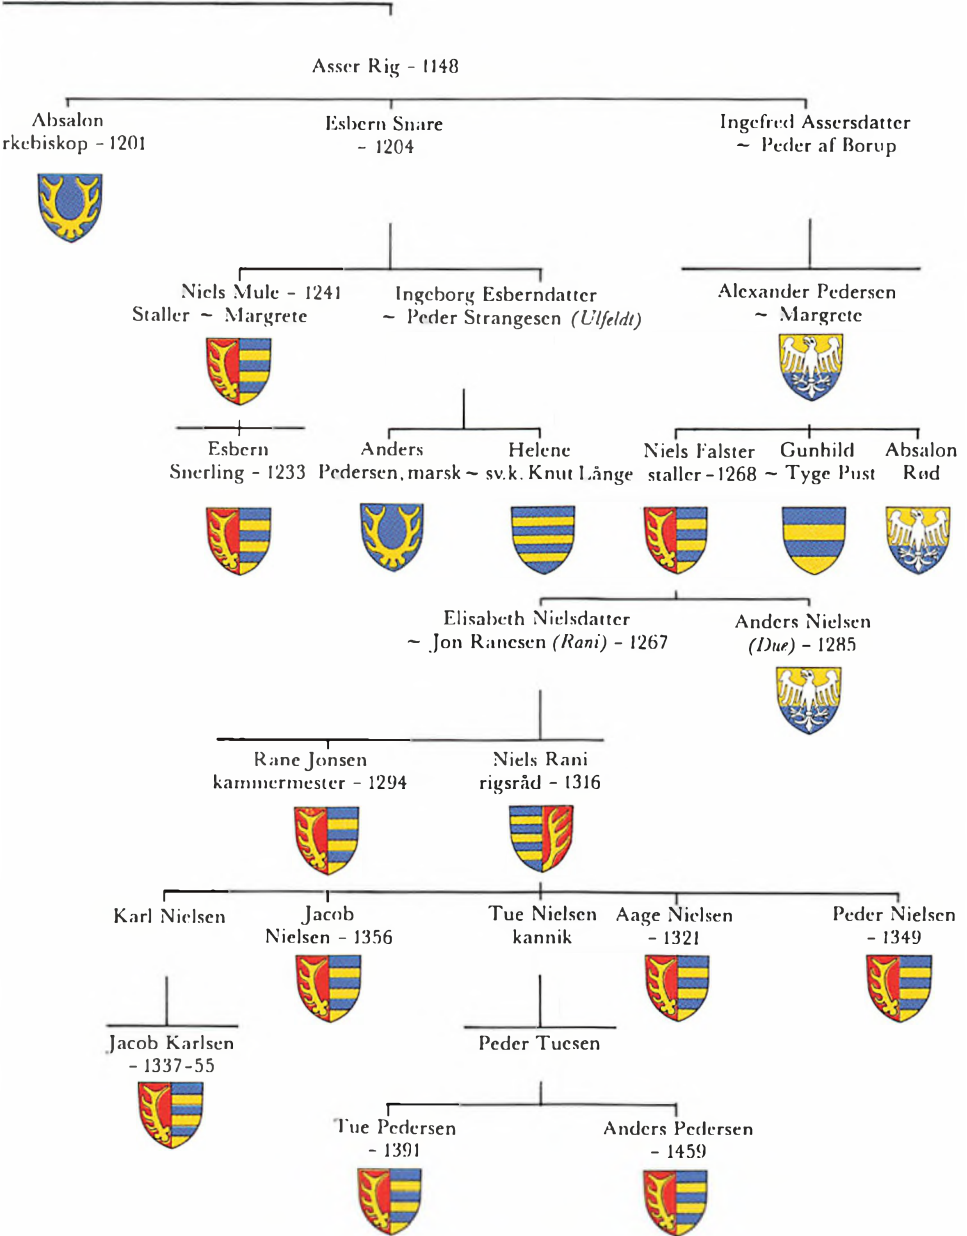 Asser Rig - 1148
Absalon
rkebiskop - 1201
Esbern Snare
- 1204
Ingefred Assersdatter
~ Peder af Borup
Niels Mule - 1241
Staller ~ Margrete
Ingeborg Esberndatter
~ Peder Strangesen (Ulfeldt)
Alexander Pedersen
~ Margrete
Esbern
Snerling - 1233
Anders
Pedersen, marsk
Helene
~ sv.k. Knut Långe
Niels Falster
staller - 1268
Gunhild
~ Tyge Pust
Absalon
Rød
Elisabeth Nielsdatter
~ Jon Ranesen (Rani) - 1267
Anders Nielsen
(Due) - 1285
Rane Jonsen
kammermester - 1294
Niels Rani
rigsråd - 1316
Karl Nielsen
Jacob
Nielsen - 1356
Tue Nielsen
kannik
Aage Nielsen
- 1321
Peder Nielsen
- 1349
Jacob Karlsen
- 1337-55
Peder Tuesen
Tue Pedersen
- 1391
Anders Pedersen
- 1459